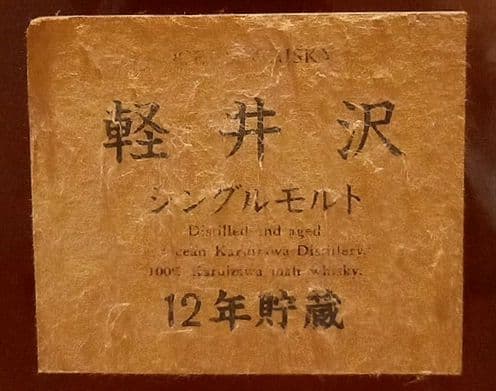 軽井沢
シングルモルト
Distilled and aged
Ocean Karuizawa Distillery.
100% Karuizawa malt whisky.
12年貯蔵